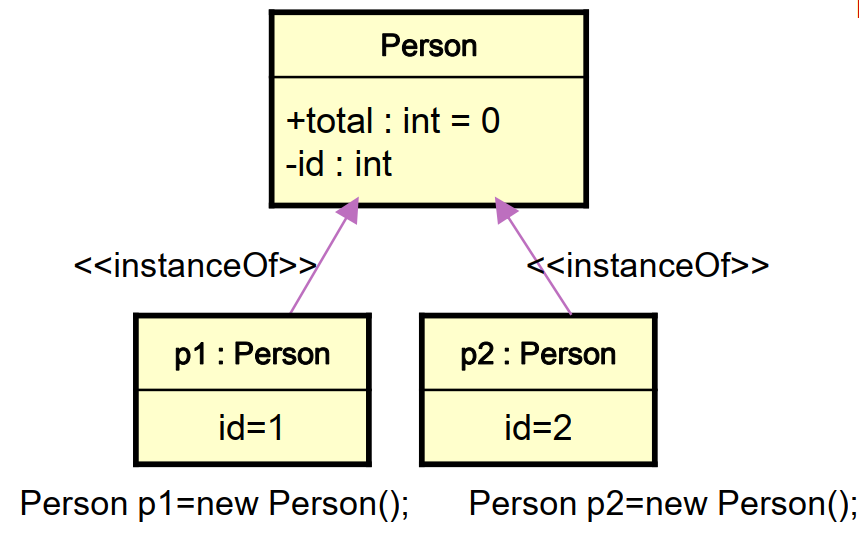 Person
+total : int = 0
-id : int
<<instanceOf>>
<<instanceOf>>
p1 : Person
id=1
p2 : Person
id=2
Person p1=new Person();
Person p2=new Person();